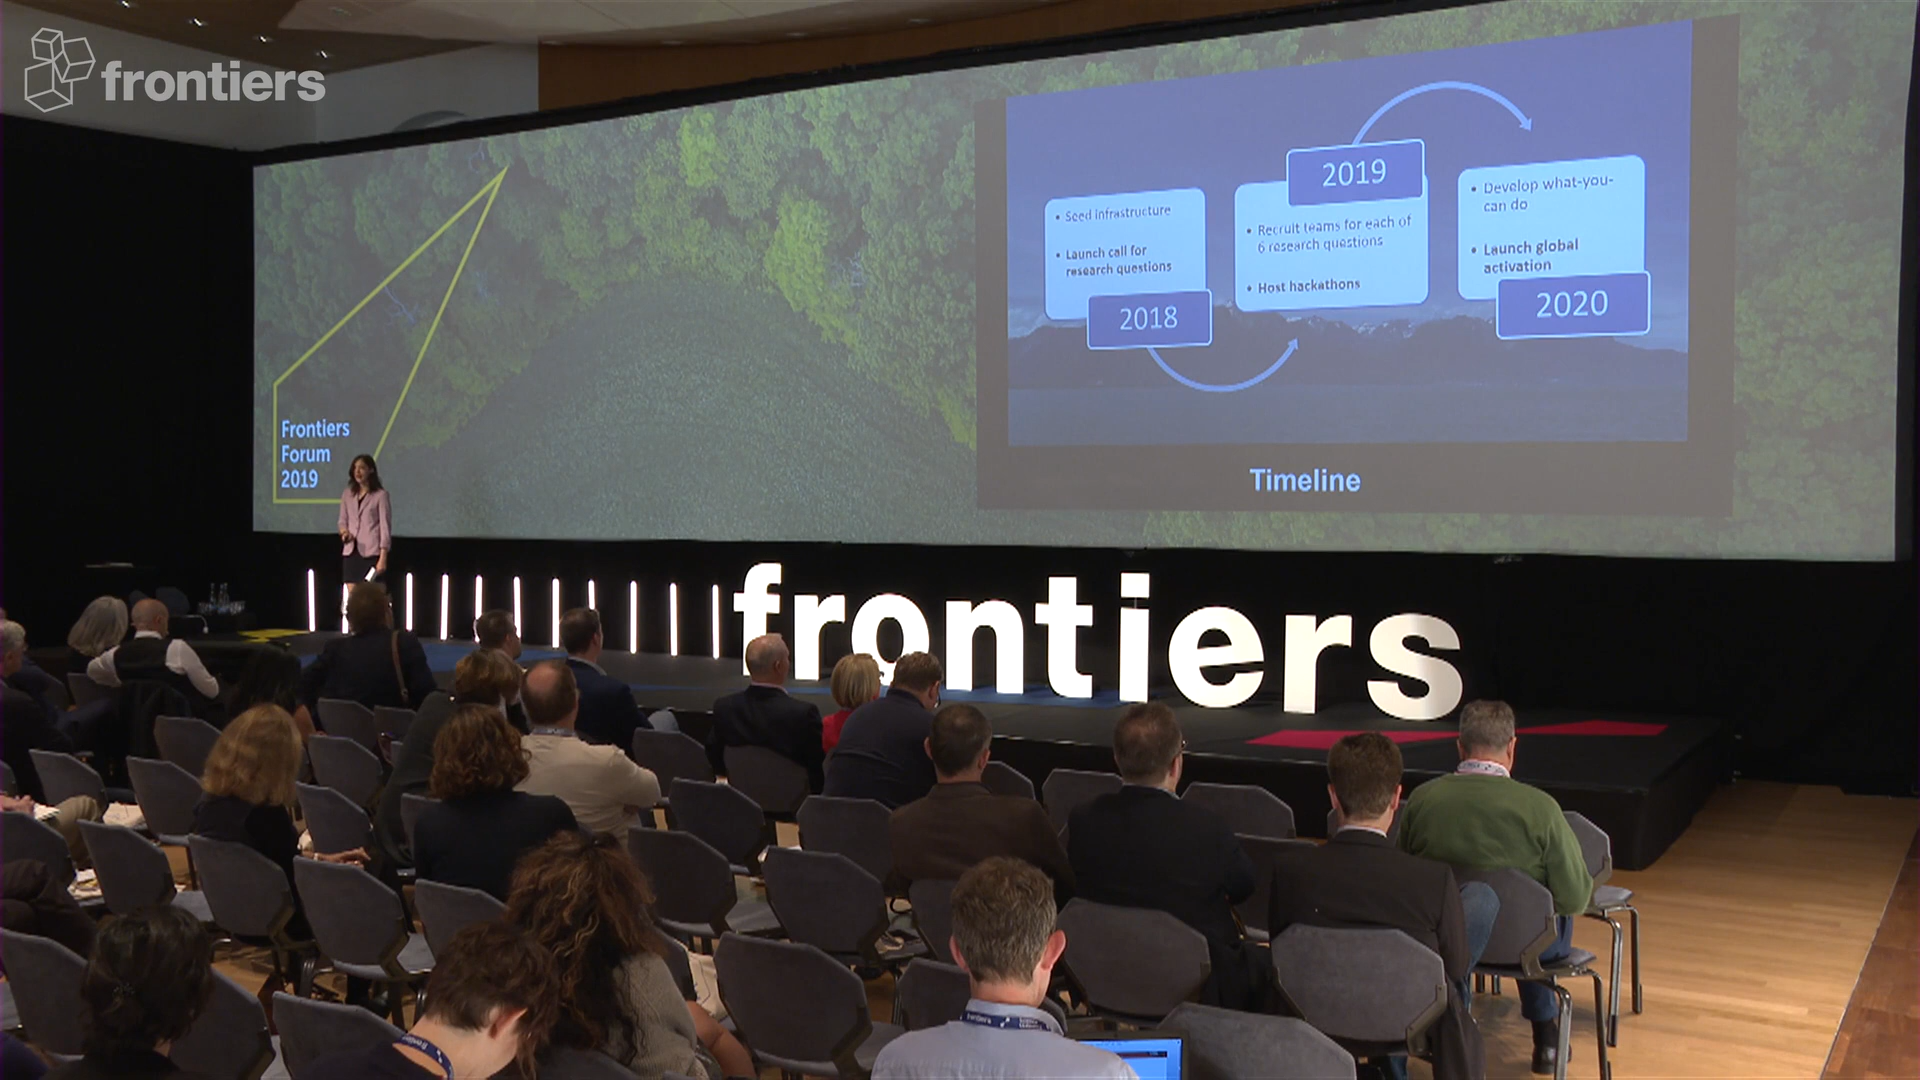 frontiers
Frontiers
Forum
2019
• Seed infrastructure
• Launch call for
research questions
2018
2019
• Recruit teams for each of
6 research questions
• Host hackathons
• Develop what-you-
can do
• Launch global
activation
2020
Timeline
frontiers
frontiers